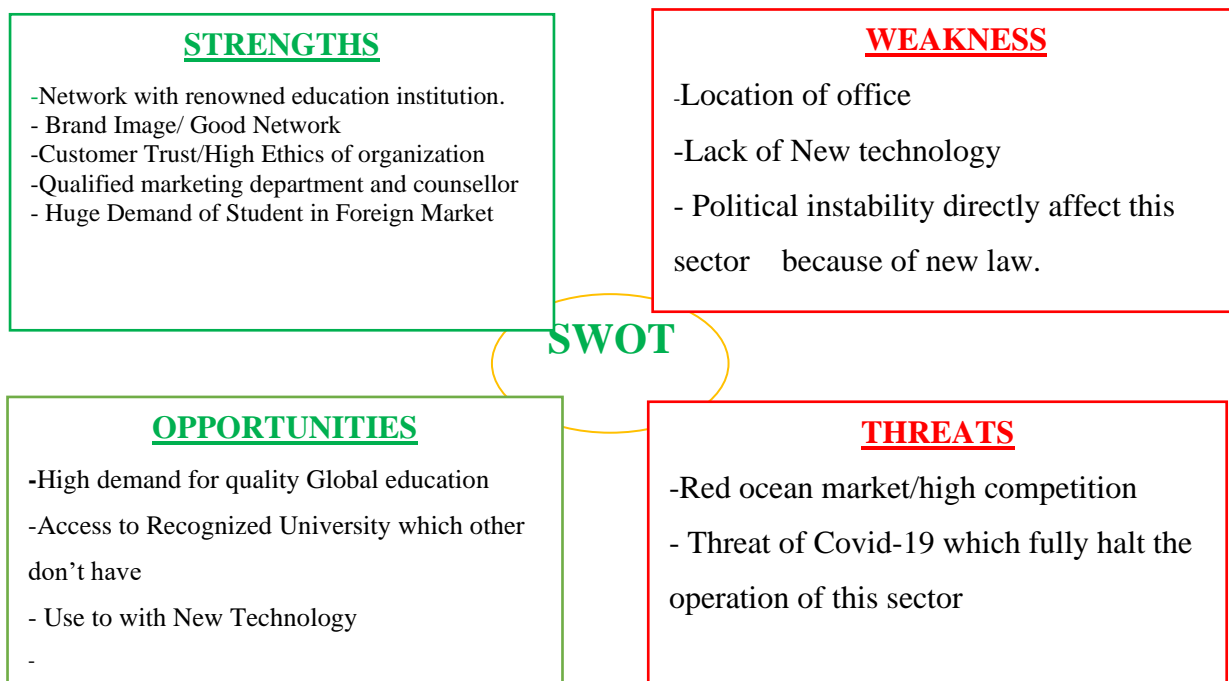 STRENGTHS
-Network with renowned education institution.
- Brand Image/ Good Network
-Customer Trust/High Ethics of organization
-Qualified marketing department and counsellor
- Huge Demand of Student in Foreign Market
WEAKNESS
-Location of office
-Lack of New technology
- Political instability directly affect this
sector because of new law.
SWOT
OPPORTUNITIES
-High demand for quality Global education
-Access to Recognized University which other
don’t have
- Use to with New Technology
-
THREATS
-Red ocean market/high competition
- Threat of Covid-19 which fully halt the
operation of this sector